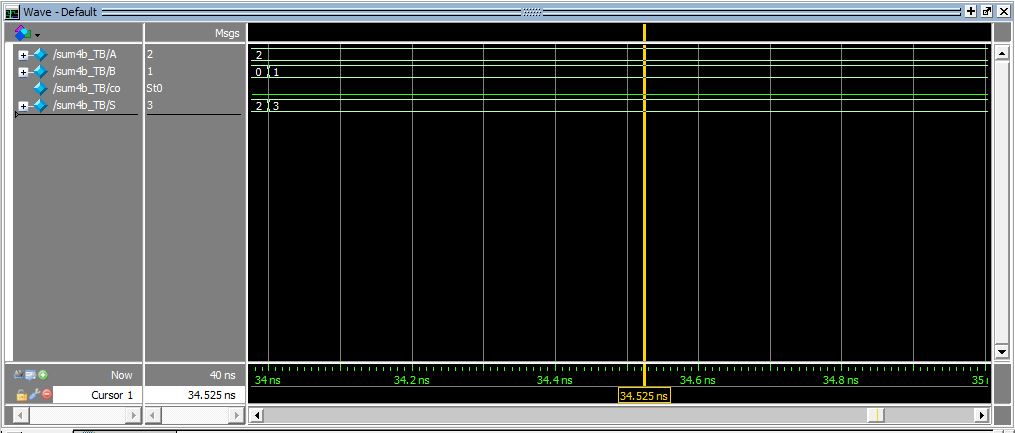 Wave - Default
Msgs
/sum4b_TB/A 2 2
/sum4b_TB/B 1 0 1
/sum4b_TB/co St0
/sum4b_TB/S 3 2 3
Now 40 ns 34 ns 34.2 ns 34.4 ns 34.6 ns 34.8 ns 35
Cursor 1 34.525 ns 34.525 ns